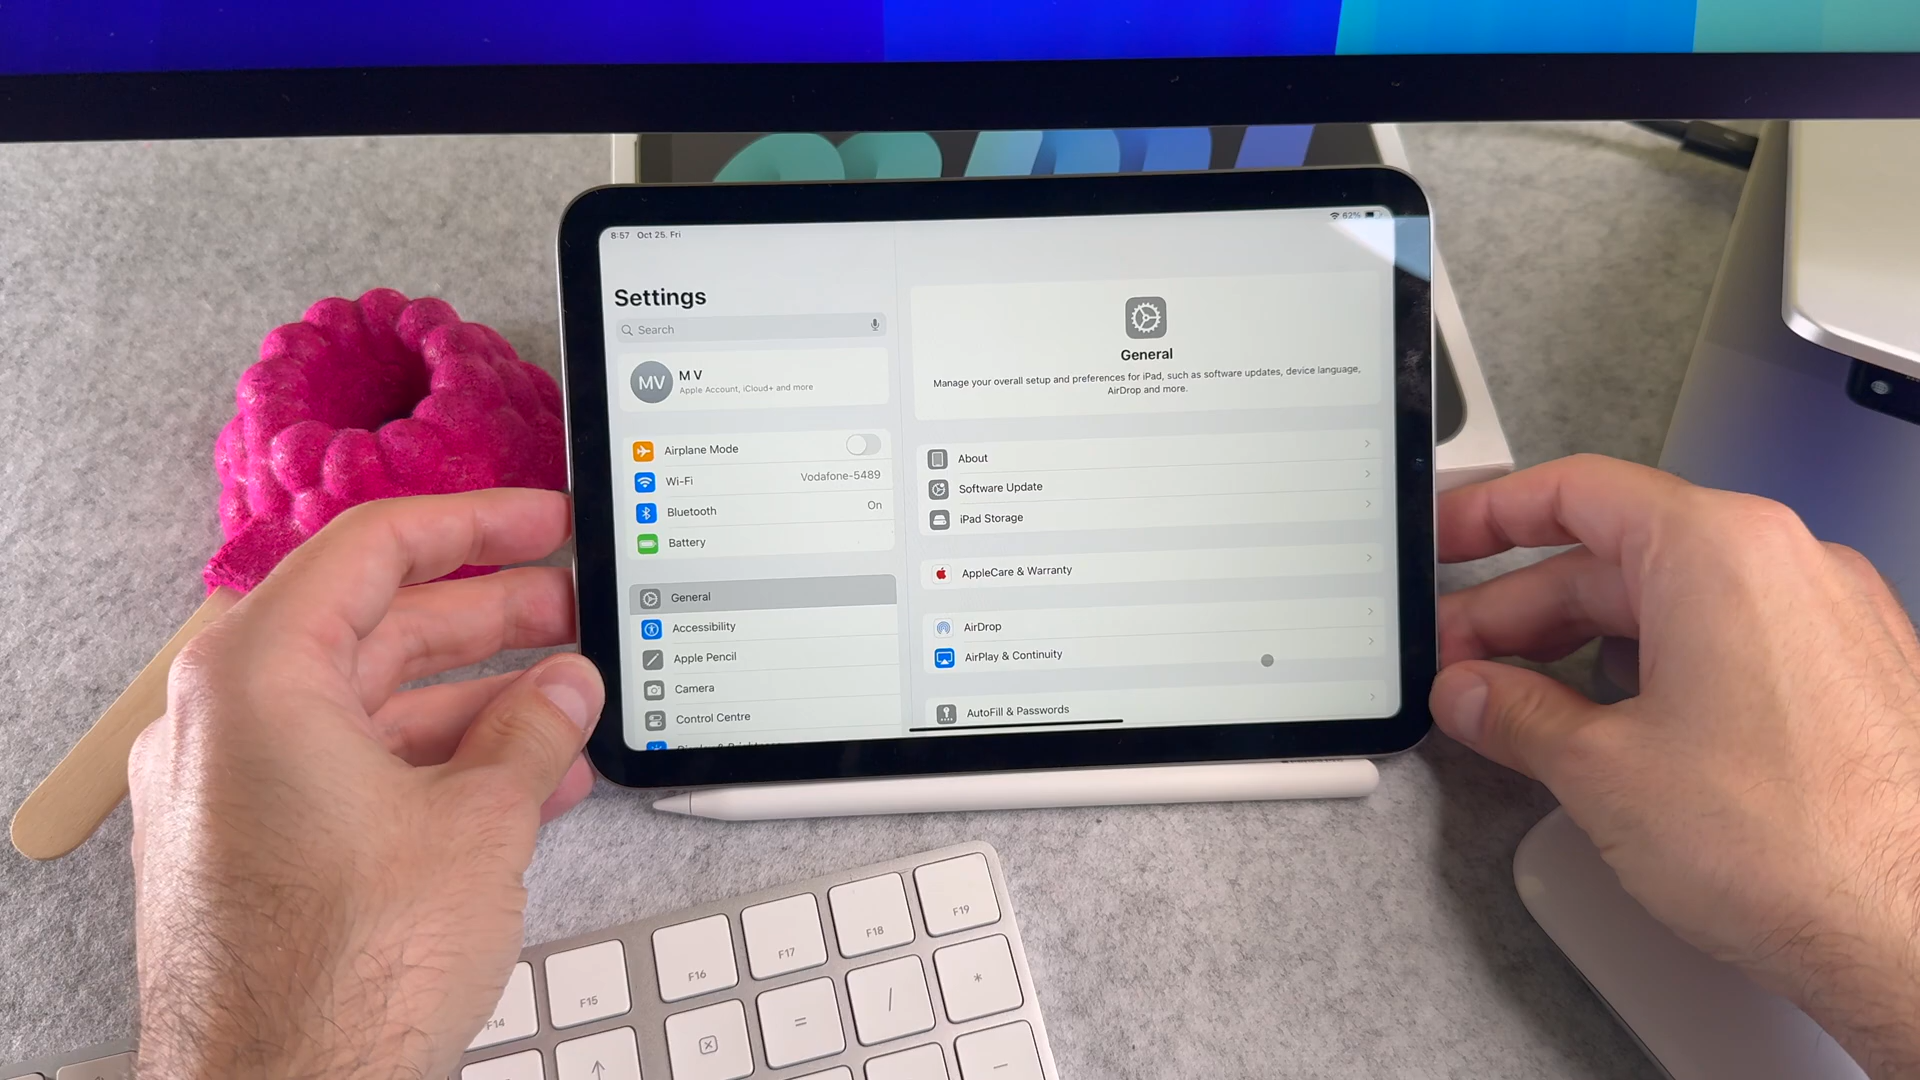 8:57 Oct 25. Fri
62%
Settings
Search
MV
M V
Apple Account, iCloud+ and more
Airplane Mode
Wi-Fi
Vodafone-5489
Bluetooth
On
Battery
General
Accessibility
Apple Pencil
Camera
Control Centre
General
Manage your overall setup and preferences for iPad, such as software updates, device language,
AirDrop and more.
About
Software Update
iPad Storage
AppleCare & Warranty
AirDrop
AirPlay & Continuity
AutoFill & Passwords
F14
F15
F16
F17
F18
F19
=
/
*
−